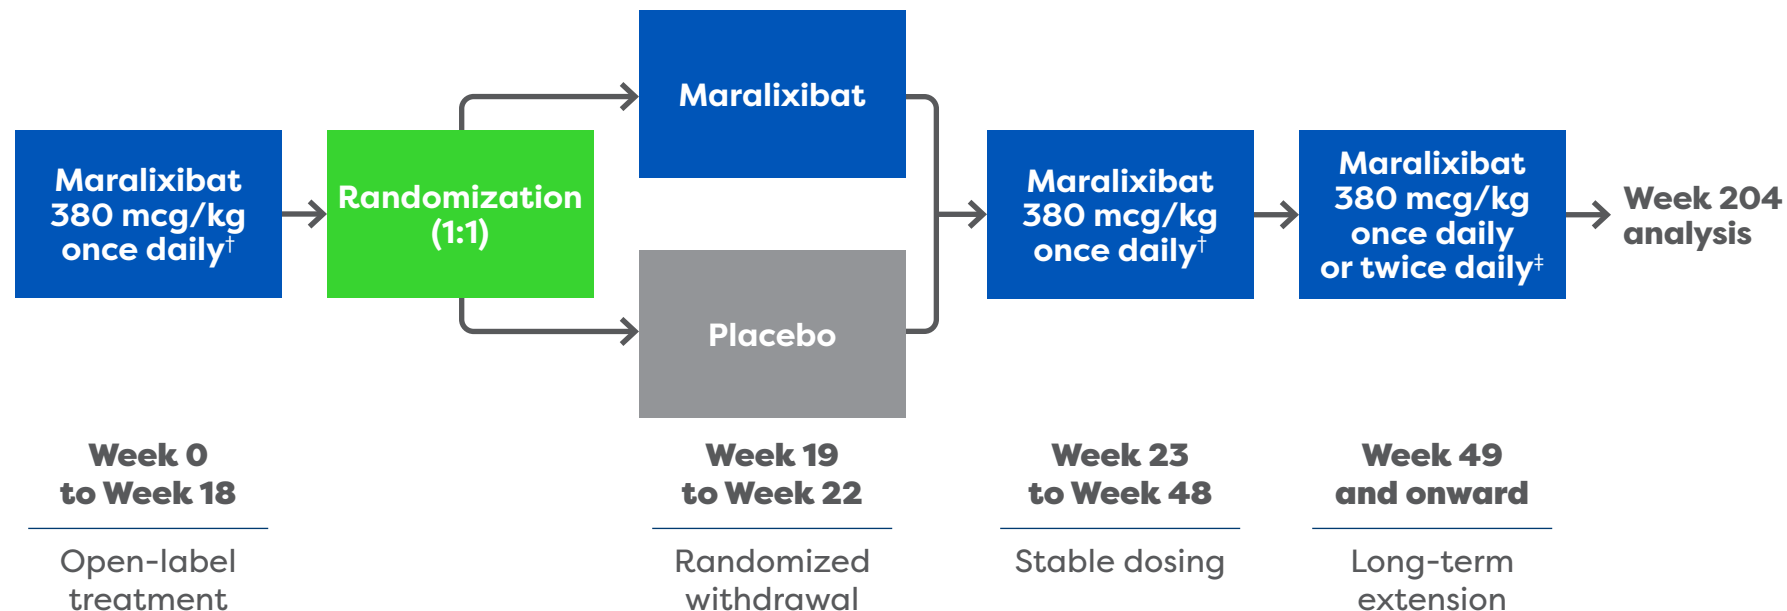 Maralixibat
380 mcg/kg
once daily†
Randomization
(1:1)
Maralixibat
Placebo
Maralixibat
380 mcg/kg
once daily†
Maralixibat
380 mcg/kg
once daily
or twice daily‡
Week 204
analysis
Week 0
to Week 18
Open-label
treatment
Week 19
to Week 22
Randomized
withdrawal
Week 23
to Week 48
Stable dosing
Week 49
and onward
Long-term
extension